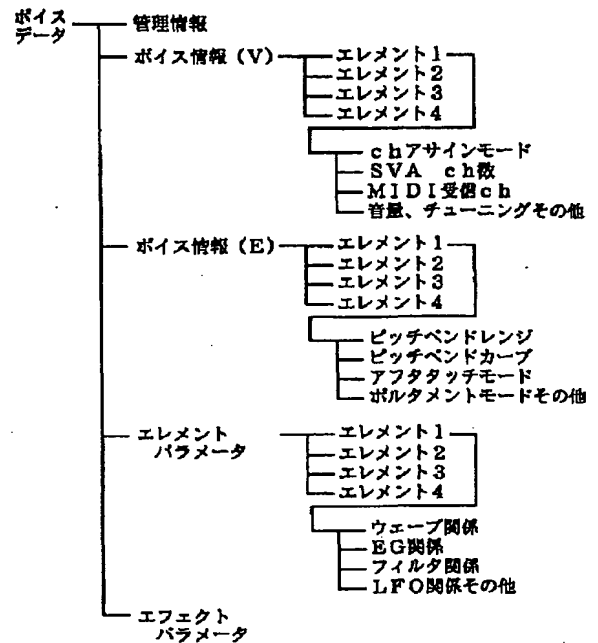 ボイス
データ
管理情報
ボイス情報（V）
エレメント１
エレメント２
エレメント３
エレメント４
ｃｈアサインモード
ＳＶＡ　ｃｈ数
ＭＩＤＩ受信ｃｈ
音量、チューニングその他
ボイス情報（E）
エレメント１
エレメント２
エレメント３
エレメント４
ピッチベンドレンジ
ピッチベンドカーブ
アフタタッチモード
ポルタメントモードその他
エレメント
パラメータ
エレメント１
エレメント２
エレメント３
エレメント４
ウェーブ関係
ＥＧ関係
フィルタ関係
ＬＦＯ関係その他
エフェクト
パラメータ